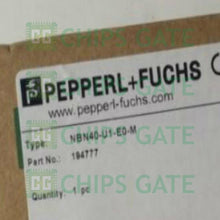 CHIPS GATE
PEPPERL+FUCHS
www.pepperl-fuchs.com
Type: NBN40-U1-E0-M
CHIPS GATE
Part No.: 194777
Quantity: 1 pc
CHIPS GATE